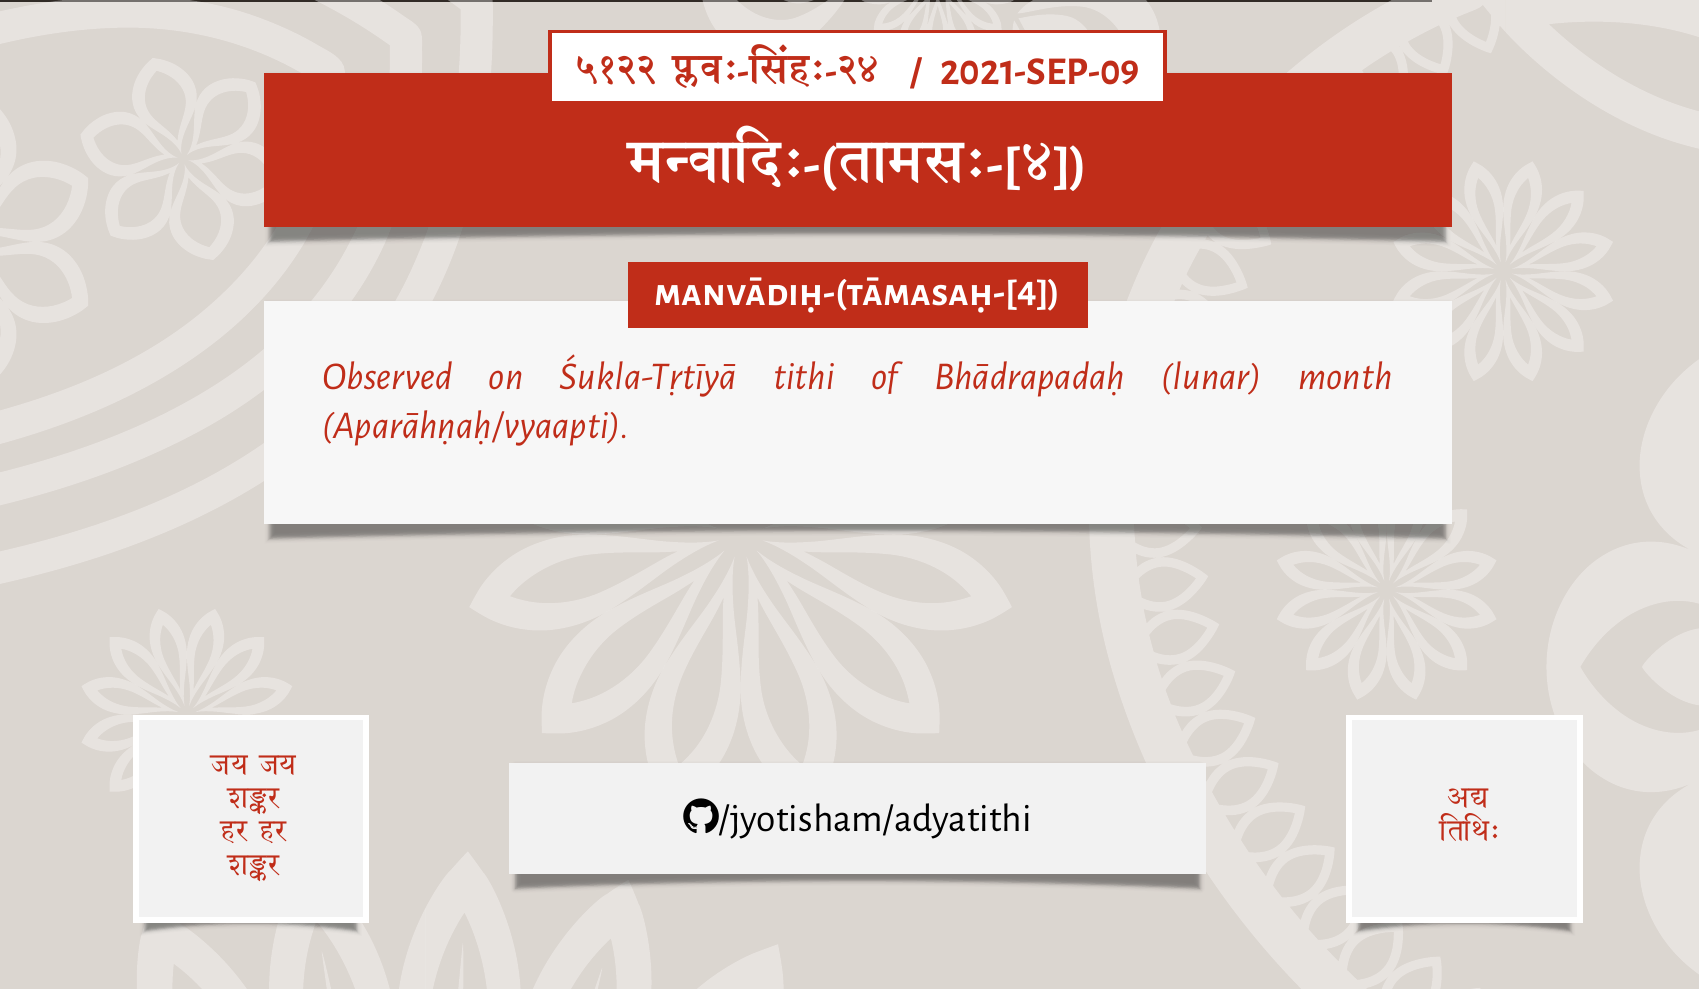 ५१२२ प्लवः-सिंहः-२४ / 2021-SEP-09
मन्वादिः-(तामसः-[४])
MANVĀDIḤ-(TĀMASAḤ-[4])
Observed on Śukla-Tṛtīyā tithi of Bhādrapadaḥ (lunar) month
(Aparāhṇaḥ/vyaapti).
जय जय
शङ्कर
हर हर
शङ्कर
/jyotisham/adyatithi
अद्य
तिथिः